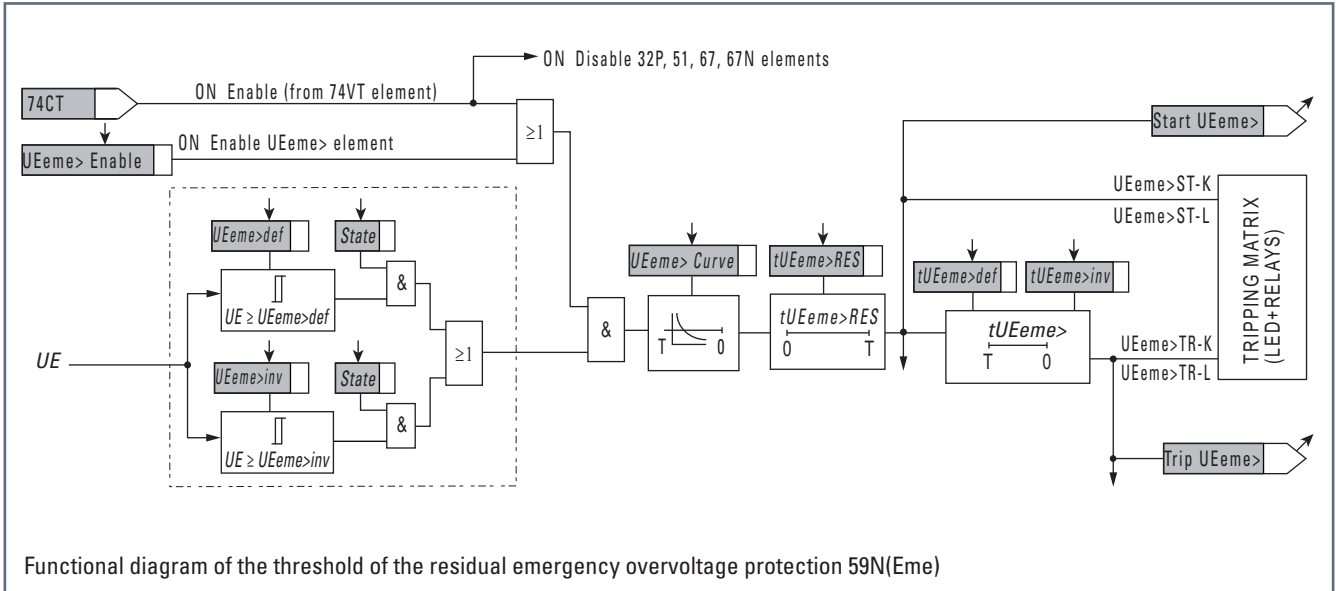 ON Disable 32P, 51, 67, 67N elements
74CT
ON Enable (from 74VT element)
≥1
UEeme> Enable
ON Enable UEeme> element
Start UEeme>
UEeme>ST-K
UEeme>ST-L
UEeme>def
State
&
UE ≥ UEeme>def
UE
≥1
UEeme>inv
State
&
UE ≥ UEeme>inv
&
UEeme> Curve
T 0
tUEeme>RES
tUEeme>RES
0 T
tUEeme>def
tUEeme>inv
tUEeme>
T 0
UEeme>TR-K
UEeme>TR-L
TRIPPING MATRIX
(LED+RELAYS)
Trip UEeme>
Functional diagram of the threshold of the residual emergency overvoltage protection 59N(Eme)